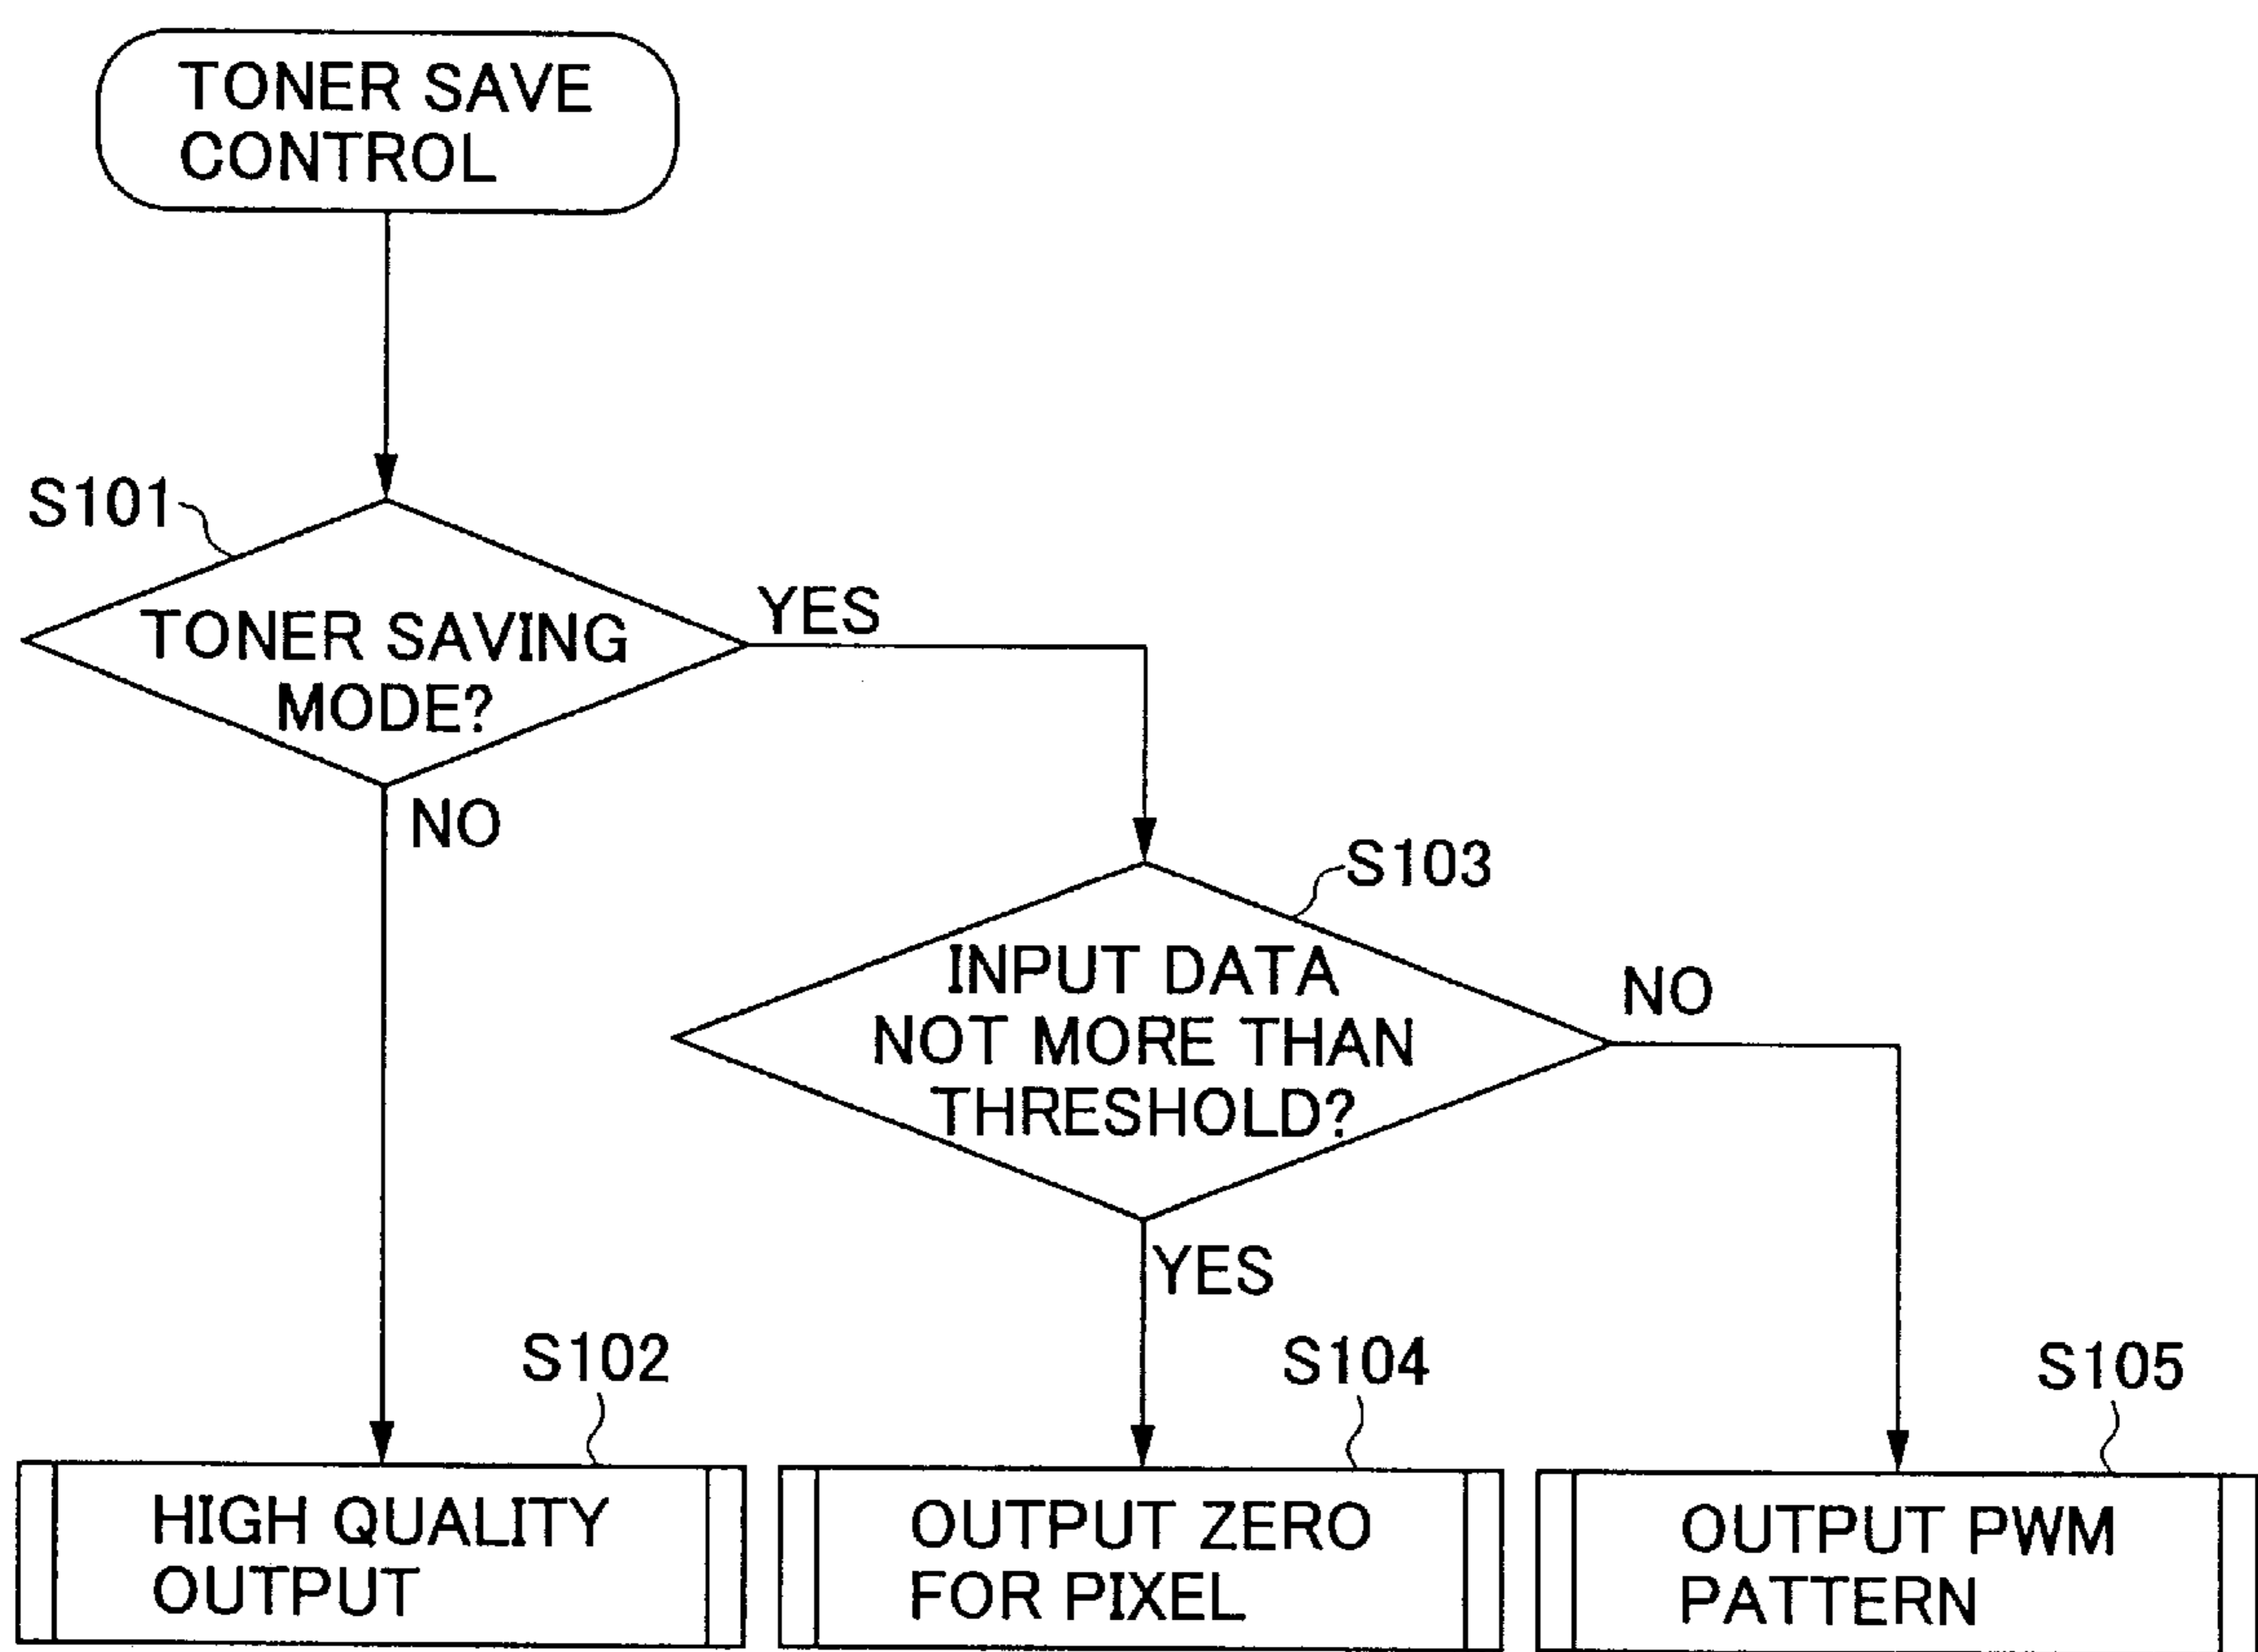 TONER SAVE
CONTROL
S101
TONER SAVING
MODE?
YES
NO
S103
INPUT DATA
NOT MORE THAN
THRESHOLD?
NO
YES
S102
HIGH QUALITY
OUTPUT
S104
OUTPUT ZERO
FOR PIXEL
S105
OUTPUT PWM
PATTERN